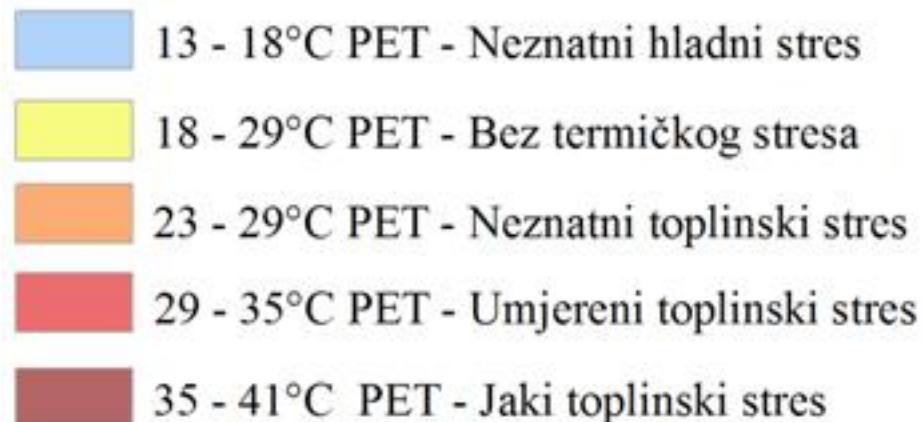 13 - 18°C PET - Neznatni hladni stres
18 - 29°C PET - Bez termičkog stresa
23 - 29°C PET - Neznatni toplinski stres
29 - 35°C PET - Umjereni toplinski stres
35 - 41°C PET - Jaki toplinski stres